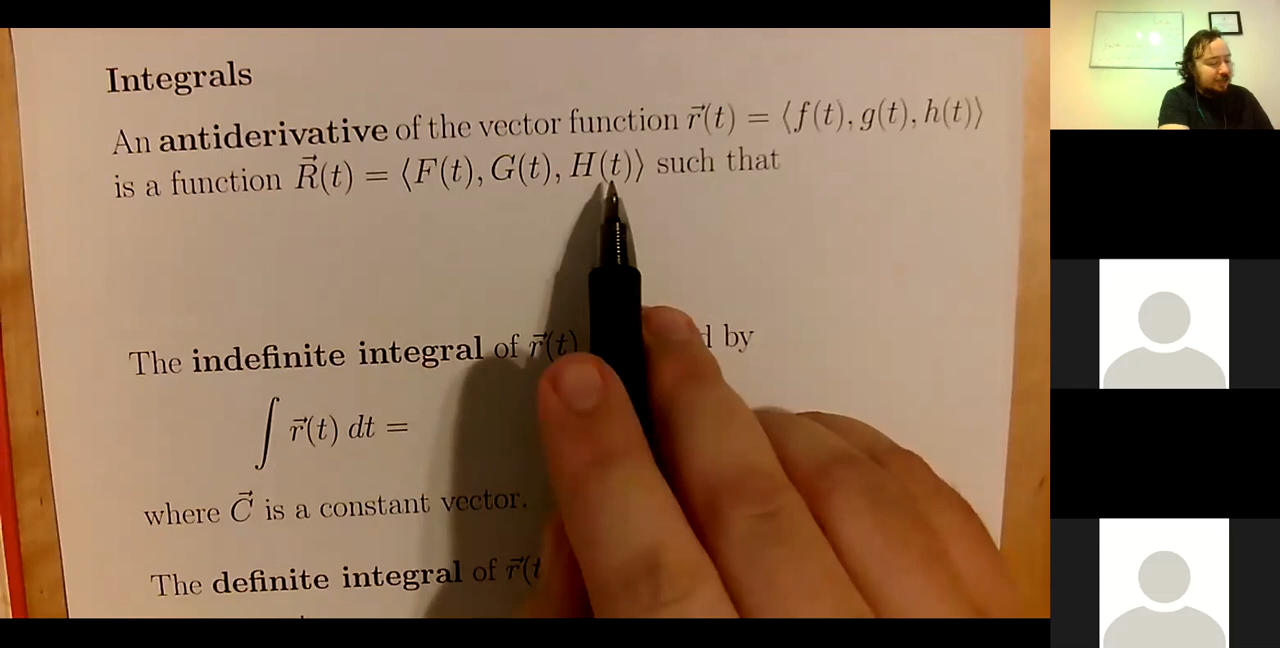 Integrals
An antiderivative of the vector function r⃗(t) = ⟨f(t), g(t), h(t)⟩
is a function R⃗(t) = ⟨F(t), G(t), H(t)⟩ such that
The indefinite integral of r⃗(t) by
∫ r⃗(t) dt =
where C⃗ is a constant vector.
The definite integral of r⃗(t